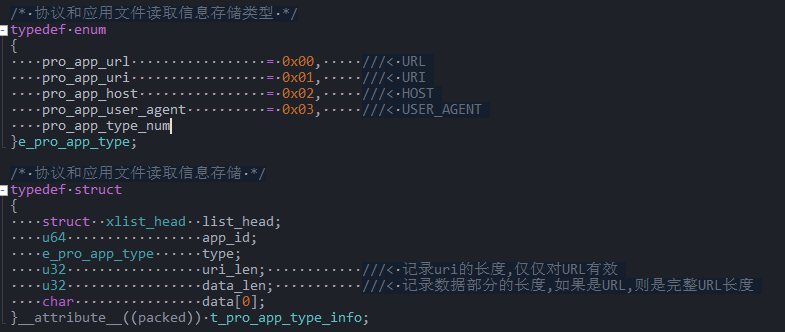 /* 协议和应用文件读取信息存储类型 */
typedef enum
{
    pro_app_url                 = 0x00,     ///< URL
    pro_app_uri                 = 0x01,     ///< URI
    pro_app_host                = 0x02,     ///< HOST
    pro_app_user_agent          = 0x03,     ///< USER_AGENT
    pro_app_type_num
}e_pro_app_type;
/* 协议和应用文件读取信息存储 */
typedef struct
{
    struct  xlist_head  list_head;
    u64                 app_id;
    e_pro_app_type      type;
    u32                 uri_len;            ///< 记录uri的长度,仅仅对URL有效
    u32                 data_len;           ///< 记录数据部分的长度,如果是URL,则是完整URL长度
    char                data[0];
}__attribute__((packed)) t_pro_app_type_info;